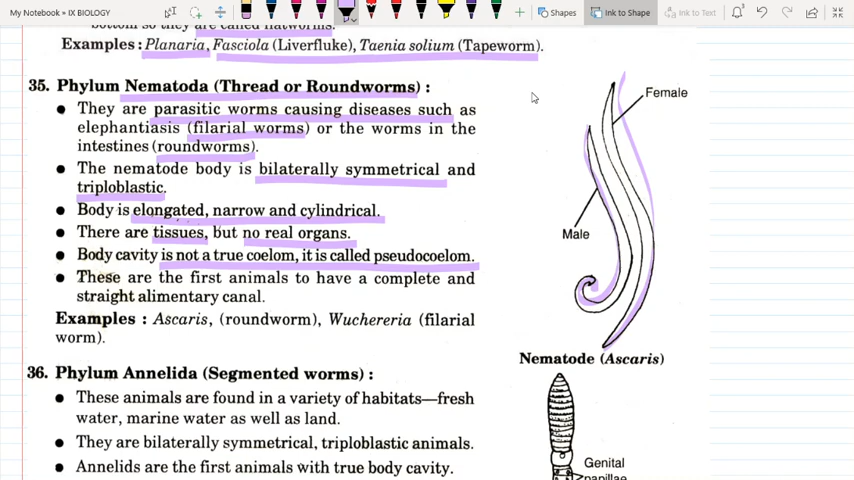 My Notebook » IX BIOLOGY
Shapes
Ink to Shape
Ink to Text
bottom so they are called flatworms.
Examples : Planaria, Fasciola (Liverfluke), Taenia solium (Tapeworm).
35. Phylum Nematoda (Thread or Roundworms) :
● They are parasitic worms causing diseases such as
elephantiasis (filarial worms) or the worms in the
intestines (roundworms).
● The nematode body is bilaterally symmetrical and
triploblastic.
● Body is elongated, narrow and cylindrical.
● There are tissues, but no real organs.
● Body cavity is not a true coelom, it is called pseudocoelom.
● These are the first animals to have a complete and
straight alimentary canal.
Examples : Ascaris, (roundworm), Wuchereria (filarial
worm).
Female
Male
Nematode (Ascaris)
36. Phylum Annelida (Segmented worms) :
● These animals are found in a variety of habitats—fresh
water, marine water as well as land.
● They are bilaterally symmetrical, triploblastic animals.
● Annelids are the first animals with true body cavity.
Genital
papillae